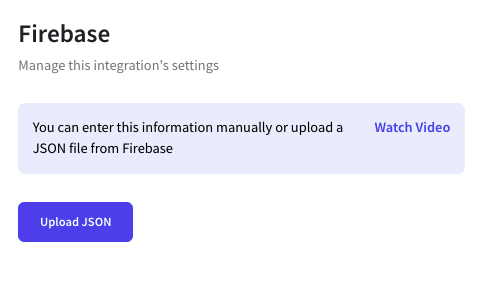 Firebase
Manage this integration's settings
You can enter this information manually or upload a
JSON file from Firebase
Watch Video
Upload JSON